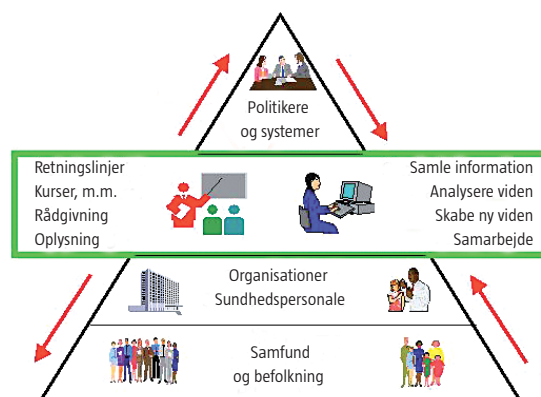 Politikere
og systemer
Retningslinjer
Kurser, m.m.
Rådgivning
Oplysning
Samle information
Analysere viden
Skabe ny viden
Samarbejde
Organisationer
Sundhedspersonale
Samfund
og befolkning